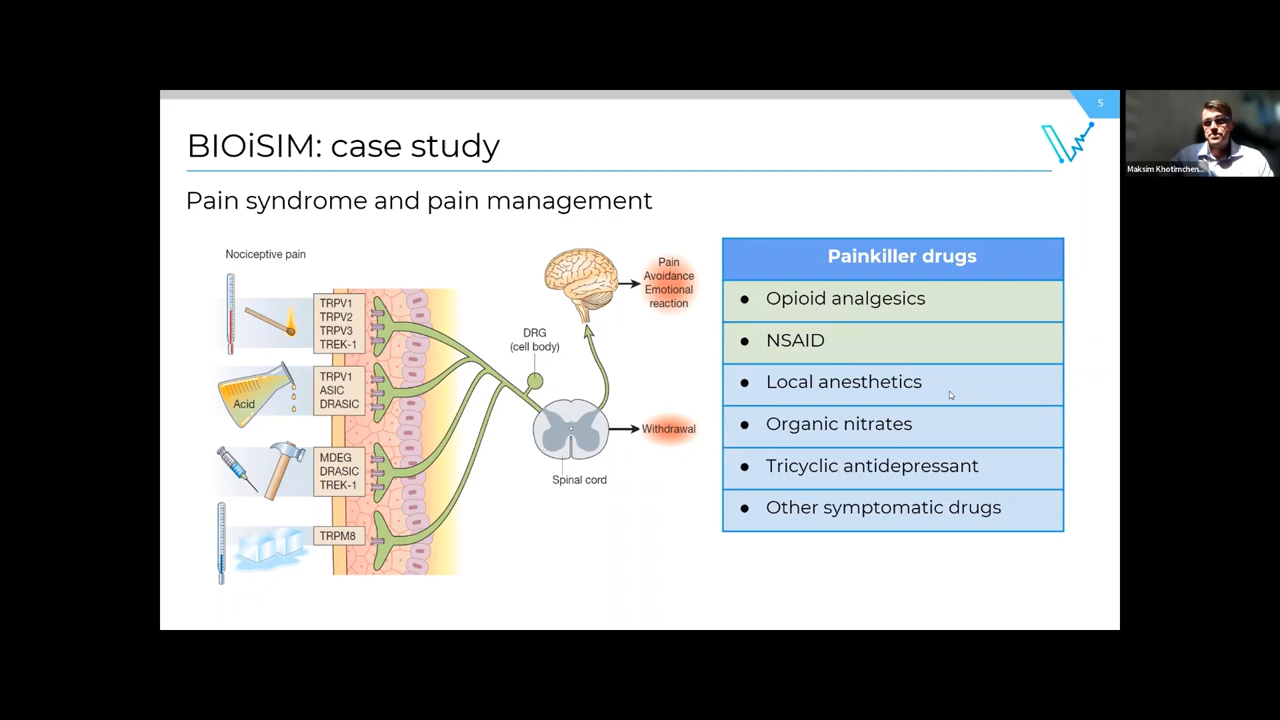 5
BIOiSIM: case study
Pain syndrome and pain management
Nociceptive pain
TRPV1
TRPV2
TRPV3
TREK-1
Acid
TRPV1
ASIC
DRASIC
MDEG
DRASIC
TREK-1
TRPM8
DRG
(cell body)
Spinal cord
Pain
Avoidance
Emotional
reaction
Withdrawal
Painkiller drugs
● Opioid analgesics
● NSAID
● Local anesthetics
● Organic nitrates
● Tricyclic antidepressant
● Other symptomatic drugs
Maksim Khotimchen...